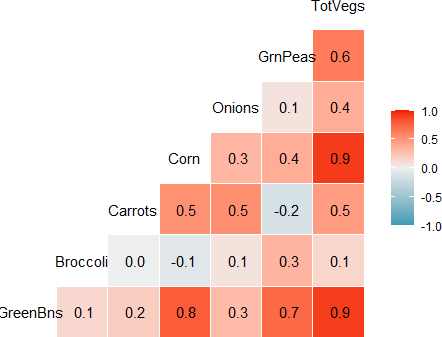 TotVegs
GrnPeas 0.6
Onions 0.1 0.4
1.0
Corn 0.3 0.4 0.9
0.5
0.0
Carrots 0.5 0.5 -0.2 0.5
-0.5
-1.0
Broccoli 0.0 -0.1 0.1 0.3 0.1
GreenBns 0.1 0.2 0.8 0.3 0.7 0.9